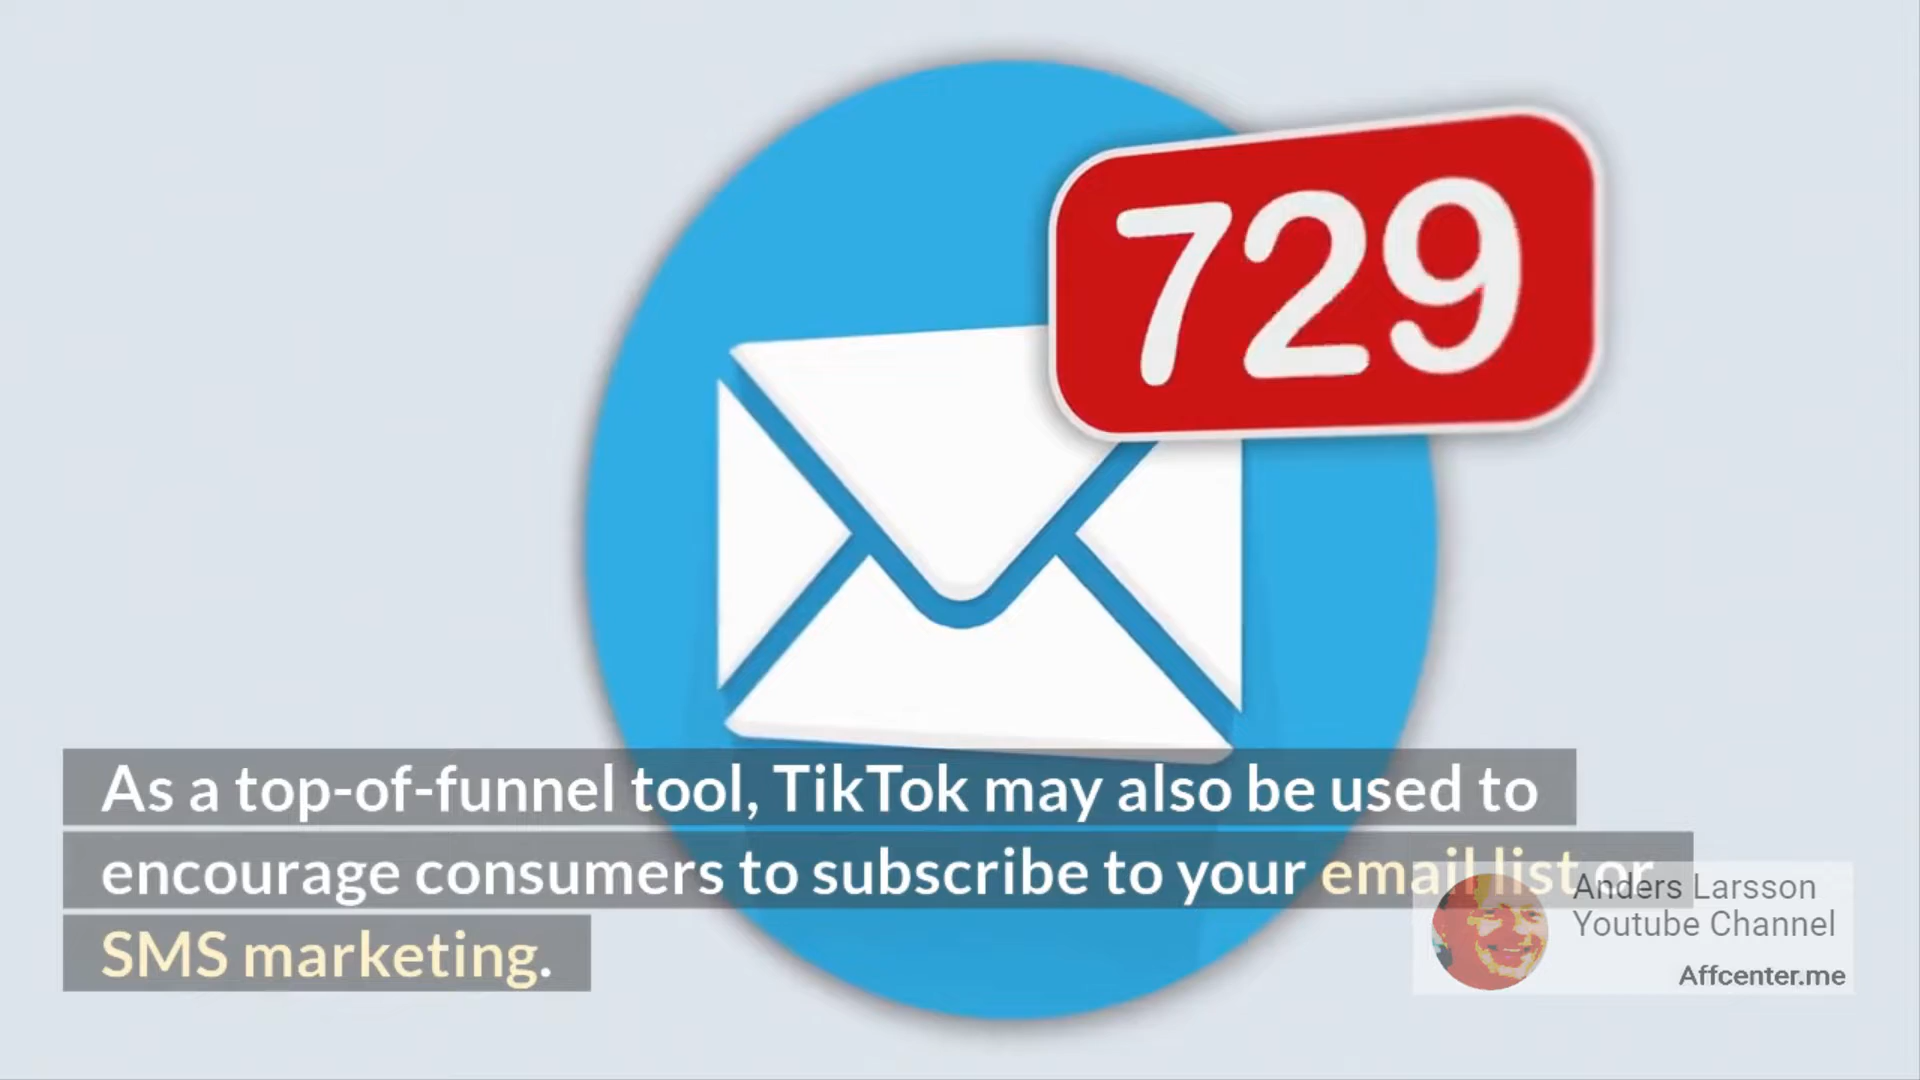 729
As a top-of-funnel tool, TikTok may also be used to
encourage consumers to subscribe to your email list or
SMS marketing.
Anders Larsson
Youtube Channel
Affcenter.me